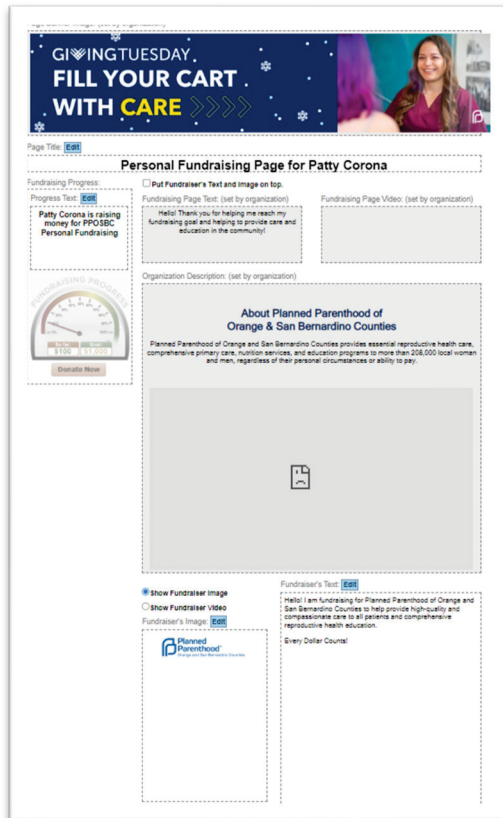 Page Banner Image: (set by organization)
GIVINGTUESDAY
FILL YOUR CART
WITH CARE
Page Title: Edit
Personal Fundraising Page for Patty Corona
Fundraising Progress:
Put Fundraiser's Text and Image on top.
Progress Text: Edit
Patty Corona is raising
money for PPOSBC
Personal Fundraising
Fundraising Page Text: (set by organization)
Hello! Thank you for helping me reach my
fundraising goal and helping to provide care and
education in the community!
Fundraising Page Video: (set by organization)
FUNDRAISING PROGRESS
$100 $1,000
Donate Now
Organization Description: (set by organization)
About Planned Parenthood of
Orange & San Bernardino Counties
Planned Parenthood of Orange and San Bernardino Counties provides essential reproductive health care,
comprehensive primary care, nutrition services, and education programs to more than 208,000 local woman
and men, regardless of their personal circumstances or ability to pay.
Show Fundraiser Image
Show Fundraiser Video
Fundraiser's Image: Edit
Planned
Parenthood
Orange and San Bernardino Counties
Fundraiser's Text: Edit
Hello! I am fundraising for Planned Parenthood of Orange and
San Bernardino Counties to help provide high-quality and
compassionate care to all patients and comprehensive
reproductive health education.
Every Dollar Counts!